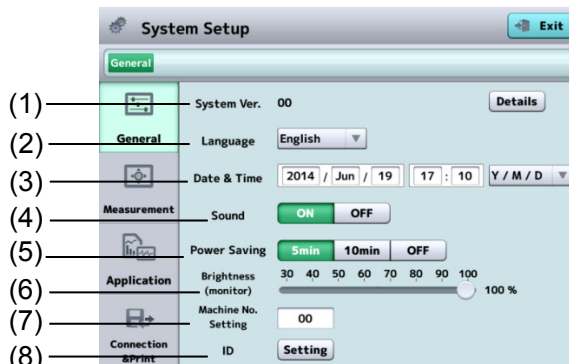 System Setup
Exit
General
(1) System Ver. 00 Details
General
(2) Language English
(3) Date & Time 2014 / Jun / 19 17 : 10 Y / M / D
Measurement
(4) Sound ON OFF
(5) Power Saving 5min 10min OFF
Application
(6) Brightness (monitor) 30 40 50 60 70 80 90 100
100 %
(7) Machine No. Setting 00
Connection &Print
(8) ID Setting